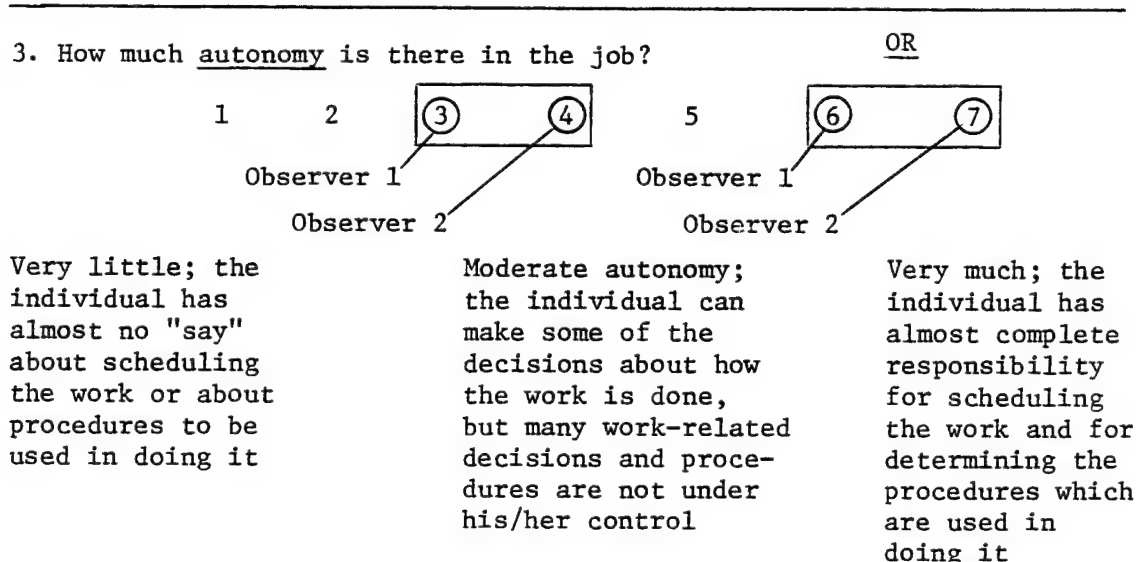 3. How much autonomy is there in the job? OR
1 2 3 4 5 6 7
Observer 1 Observer 1
Observer 2 Observer 2
Very little; the
individual has
almost no "say"
about scheduling
the work or about
procedures to be
used in doing it
Moderate autonomy;
the individual can
make some of the
decisions about how
the work is done,
but many work-related
decisions and proce-
dures are not under
his/her control
Very much; the
individual has
almost complete
responsibility
for scheduling
the work and for
determining the
procedures which
are used in
doing it